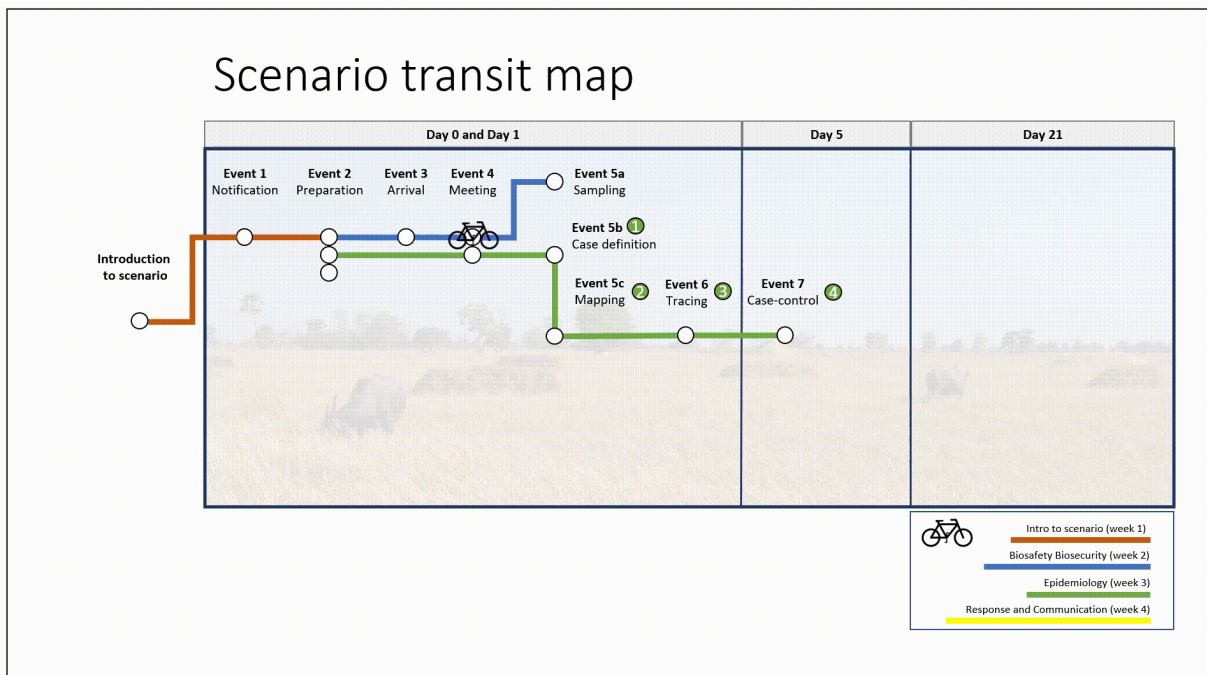 Scenario transit map
Day 0 and Day 1
Day 5
Day 21
Event 1
Notification
Event 2
Preparation
Event 3
Arrival
Event 4
Meeting
Event 5a
Sampling
Event 5b 1
Case definition
Introduction
to scenario
Event 5c
Mapping 2
Event 6
Tracing 3
Event 7
Case-control 4
Intro to scenario (week 1)
Biosafety Biosecurity (week 2)
Epidemiology (week 3)
Response and Communication (week 4)